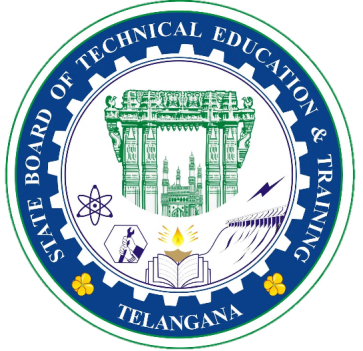 STATE BOARD OF TECHNICAL EDUCATION & TRAINING
TELANGANA